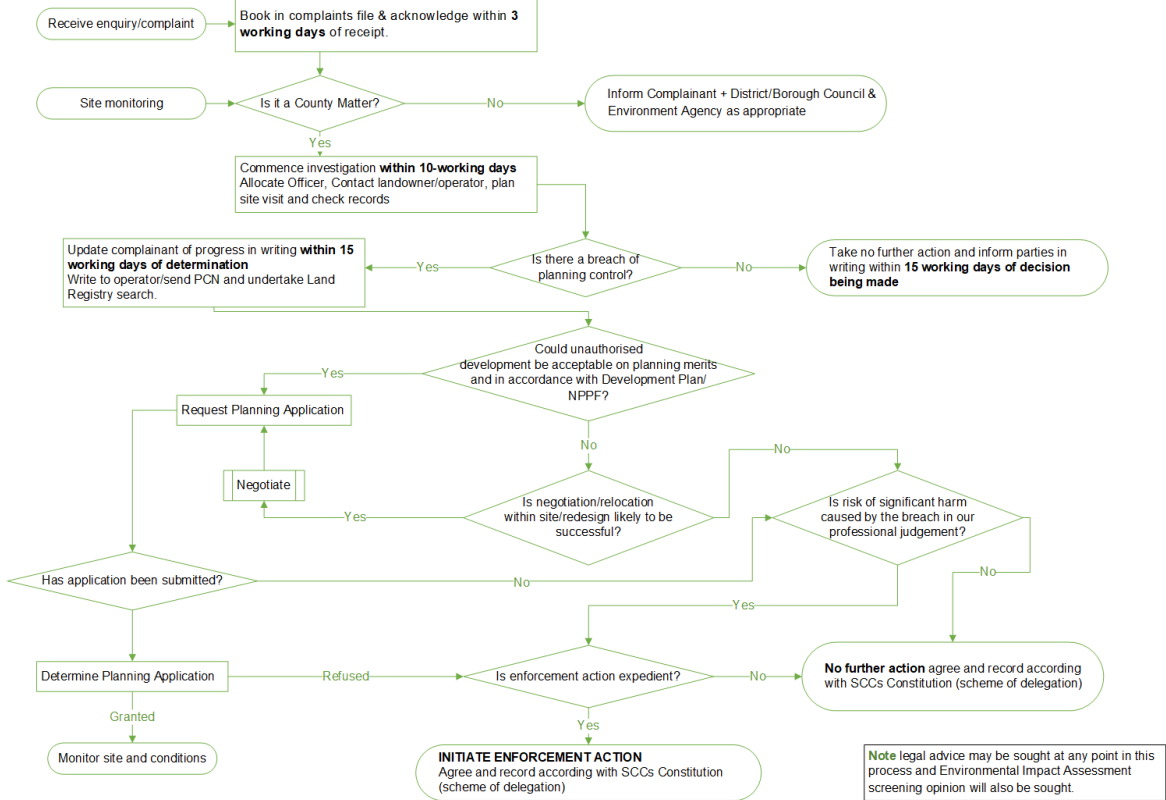 Receive enquiry/complaint
Book in complaints file & acknowledge within 3
working days of receipt.
Site monitoring
Is it a County Matter?
No
Inform Complainant + District/Borough Council &
Environment Agency as appropriate
Yes
Commence investigation within 10-working days
Allocate Officer, Contact landowner/operator, plan
site visit and check records
Update complainant of progress in writing within 15
working days of determination
Write to operator/send PCN and undertake Land
Registry search.
Yes
Is there a breach of
planning control?
No
Take no further action and inform parties in
writing within 15 working days of decision
being made
Could unauthorised
development be acceptable on planning merits
and in accordance with Development Plan/
NPPF?
Yes
Request Planning Application
No
Negotiate
Yes
Is negotiation/relocation
within site/redesign likely to be
successful?
No
Is risk of significant harm
caused by the breach in our
professional judgement?
Has application been submitted?
No
No
Yes
Determine Planning Application
Refused
Is enforcement action expedient?
No
No further action agree and record according
with SCCs Constitution (scheme of delegation)
Granted
Yes
Monitor site and conditions
INITIATE ENFORCEMENT ACTION
Agree and record according with SCCs Constitution
(scheme of delegation)
Note legal advice may be sought at any point in this
process and Environmental Impact Assessment
screening opinion will also be sought.